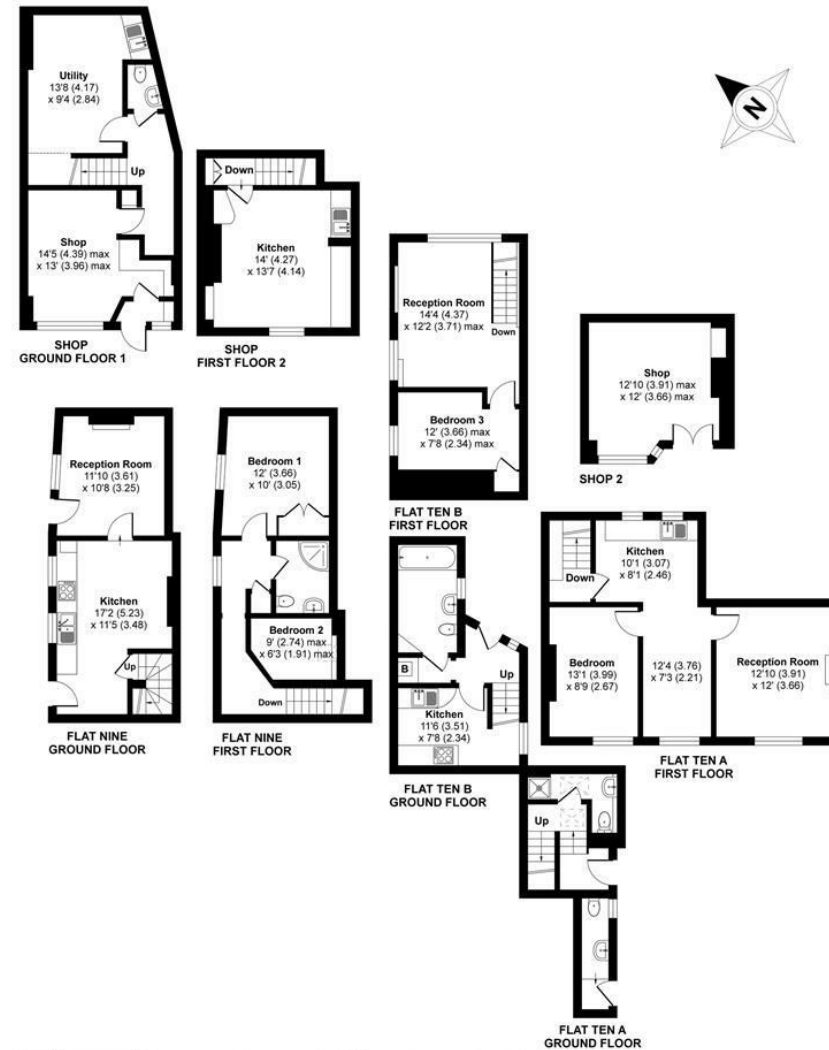 Utility
13'8 (4.17)
x 9'4 (2.84)
Up
Shop
14'5 (4.39) max
x 13' (3.96) max
SHOP
GROUND FLOOR 1
Down
Kitchen
14' (4.27)
x 13'7 (4.14)
SHOP
FIRST FLOOR 2
N
Reception Room
14'4 (4.37)
x 12'2 (3.71) max
Down
Bedroom 3
12' (3.66) max
x 7'8 (2.34) max
FLAT TEN B
FIRST FLOOR
Shop
12'10 (3.91) max
x 12' (3.66) max
SHOP 2
Reception Room
11'10 (3.61)
x 10'8 (3.25)
Kitchen
17'2 (5.23)
x 11'5 (3.48)
Up
FLAT NINE
GROUND FLOOR
Bedroom 1
12' (3.66)
x 10' (3.05)
Bedroom 2
9' (2.74) max
x 6'3 (1.91) max
Down
FLAT NINE
FIRST FLOOR
B
Up
Kitchen
11'6 (3.51)
x 7'8 (2.34)
FLAT TEN B
GROUND FLOOR
Kitchen
10'1 (3.07)
x 8'1 (2.46)
Down
Bedroom
13'1 (3.99)
x 8'9 (2.67)
12'4 (3.76)
x 7'3 (2.21)
Reception Room
12'10 (3.91)
x 12' (3.66)
FLAT TEN A
FIRST FLOOR
Up
FLAT TEN A
GROUND FLOOR